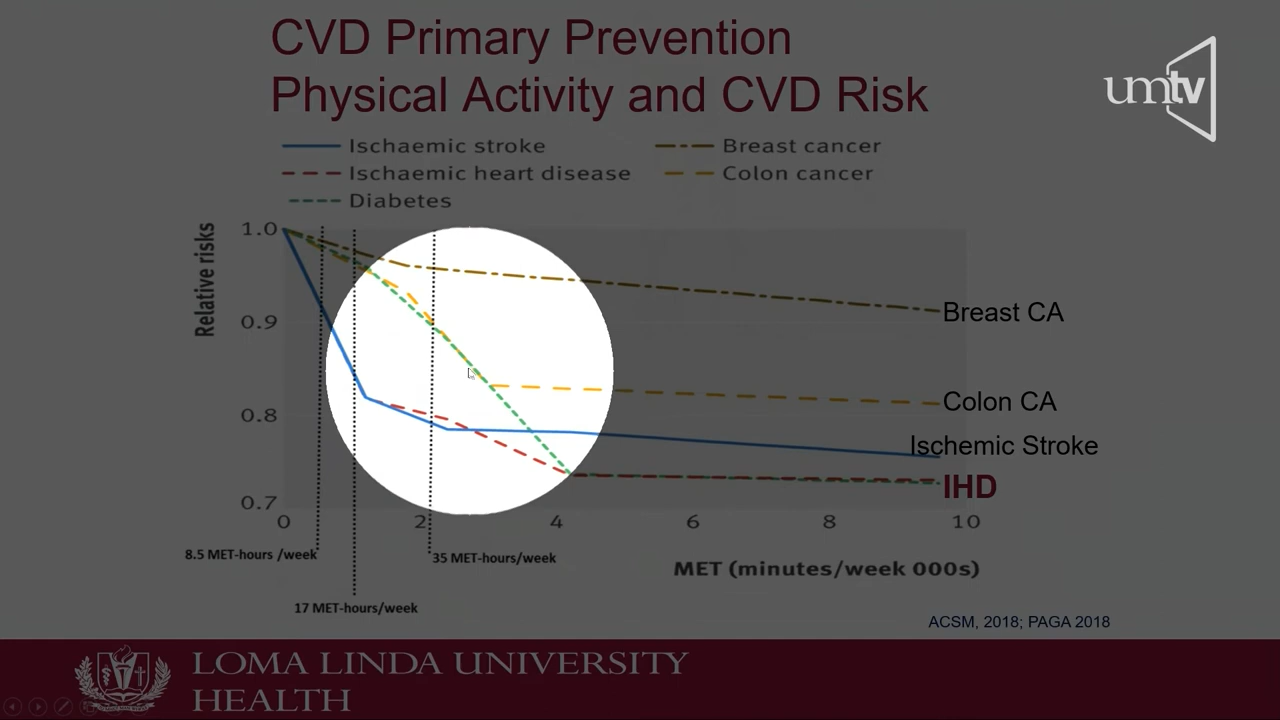 CVD Primary Prevention
Physical Activity and CVD Risk
umtv
Ischaemic stroke
Breast cancer
Ischaemic heart disease
Colon cancer
Diabetes
Relative risks
1.0
0.9
0.8
0.7
Breast CA
Colon CA
Ischemic Stroke
IHD
0 2 4 6 8 10
8.5 MET-hours /week
35 MET-hours/week
17 MET-hours/week
MET (minutes/week 000s)
ACSM, 2018; PAGA 2018
LOMA LINDA UNIVERSITY
HEALTH